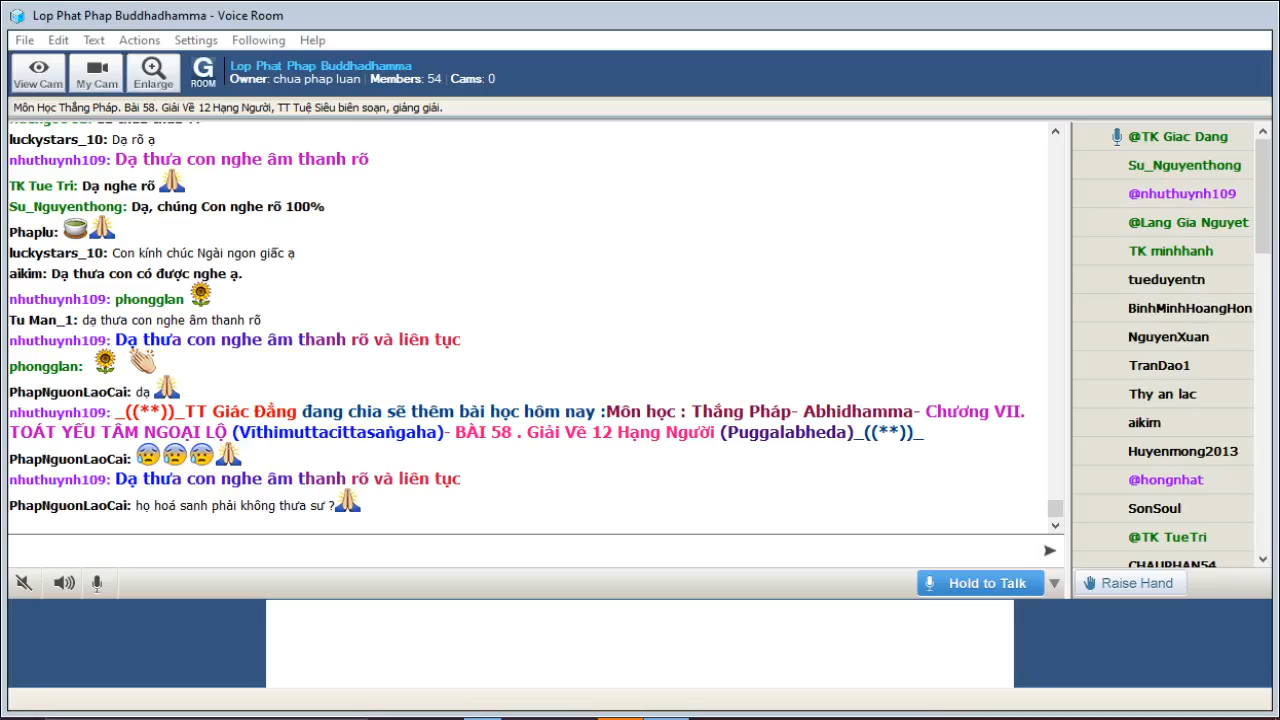 Lop Phat Phap Buddhadhamma - Voice Room
File Edit Text Actions Settings Following Help
View Cam My Cam Enlarge G ROOM
Lop Phat Phap Buddhadhamma
Owner: chua phap luan Members: 54 Cams: 0
Môn Học Thắng Pháp. Bài 58. Giải Về 12 Hạng Người, TT Tuệ Siêu biên soạn, giảng giải.
luckystars_10: Dạ rõ ạ
nhuthuynh109: Dạ thưa con nghe âm thanh rõ
TK Tue Tri: Dạ nghe rõ
Su_Nguyenthong: Dạ, chúng Con nghe rõ 100%
Phaplu:
luckystars_10: Con kính chúc Ngài ngon giấc ạ
aikim: Dạ thưa con có được nghe ạ.
nhuthuynh109: phongglan
Tu Man_1: dạ thưa con nghe âm thanh rõ
nhuthuynh109: Dạ thưa con nghe âm thanh rõ và liên tục
phongglan:
PhapNguonLaoCai: dạ
nhuthuynh109: _((**))_TT Giác Đẳng đang chia sẽ thêm bài học hôm nay :Môn học : Thắng Pháp- Abhidhamma- Chương VII.
TOÁT YẾU TÂM NGOẠI LỘ (Vīthimuttacittasaṅgaha)- BÀI 58 . Giải Về 12 Hạng Người (Puggalabheda)_((**))_
PhapNguonLaoCai:
nhuthuynh109: Dạ thưa con nghe âm thanh rõ và liên tục
PhapNguonLaoCai: họ hoá sanh phải không thưa sư ?
@TK Giac Dang
Su_Nguyenthong
@nhuthuynh109
@Lang Gia Nguyet
TK minhhanh
tueduyentn
BinhMinhHoangHon
NguyenXuan
TranDao1
Thy an lac
aikim
Huyenmong2013
@hongnhat
SonSoul
@TK TueTri
CHAUPHAN54
Hold to Talk
Raise Hand